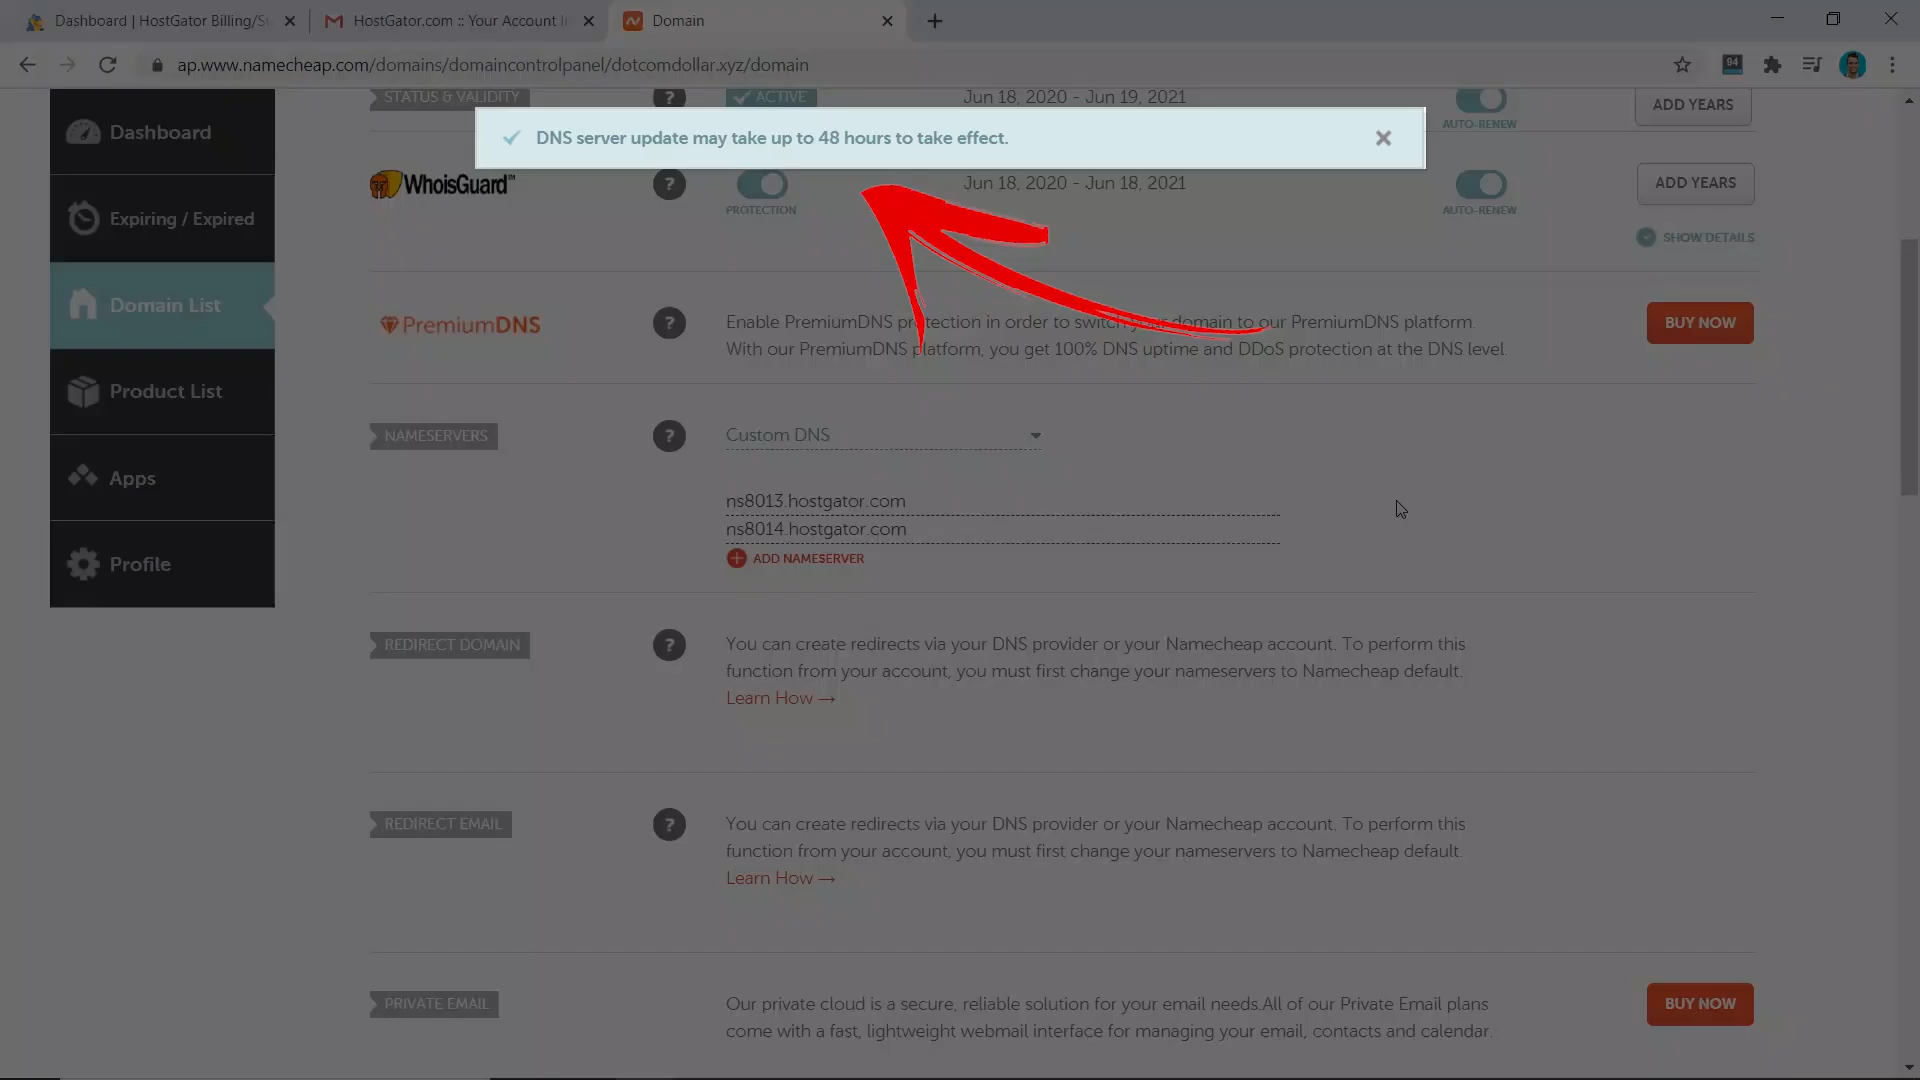 Dashboard | HostGator Billing/Su
HostGator.com :: Your Account I
Domain
ap.www.namecheap.com/domains/domaincontrolpanel/dotcomdollar.xyz/domain
94
STATUS & VALIDITY
?
ACTIVE
Jun 18, 2020 - Jun 19, 2021
AUTO-RENEW
ADD YEARS
DNS server update may take up to 48 hours to take effect.
Dashboard
Expiring / Expired
Domain List
Product List
Apps
Profile
WhoisGuard™
?
PROTECTION
Jun 18, 2020 - Jun 18, 2021
AUTO-RENEW
ADD YEARS
SHOW DETAILS
PremiumDNS
?
Enable PremiumDNS protection in order to switch your domain to our PremiumDNS platform.
With our PremiumDNS platform, you get 100% DNS uptime and DDoS protection at the DNS level.
BUY NOW
NAMESERVERS
?
Custom DNS
ns8013.hostgator.com
ns8014.hostgator.com
ADD NAMESERVER
REDIRECT DOMAIN
?
You can create redirects via your DNS provider or your Namecheap account. To perform this
function from your account, you must first change your nameservers to Namecheap default.
Learn How →
REDIRECT EMAIL
?
You can create redirects via your DNS provider or your Namecheap account. To perform this
function from your account, you must first change your nameservers to Namecheap default.
Learn How →
PRIVATE EMAIL
Our private cloud is a secure, reliable solution for your email needs.All of our Private Email plans
come with a fast, lightweight webmail interface for managing your email, contacts and calendar.
BUY NOW